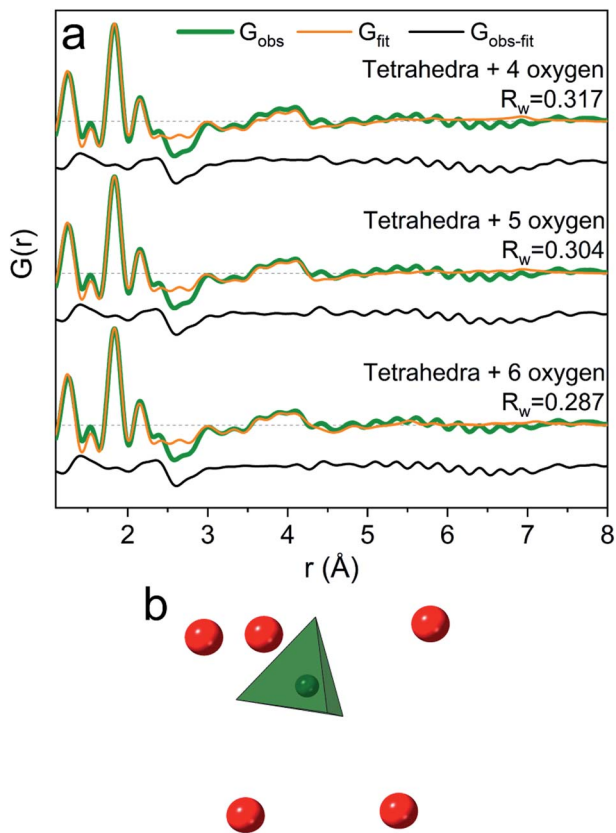 a
G_obs G_fit G_obs-fit
Tetrahedra + 4 oxygen
R_w=0.317
Tetrahedra + 5 oxygen
R_w=0.304
Tetrahedra + 6 oxygen
R_w=0.287
G(r)
2 3 4 5 6 7 8
r (Å)
b